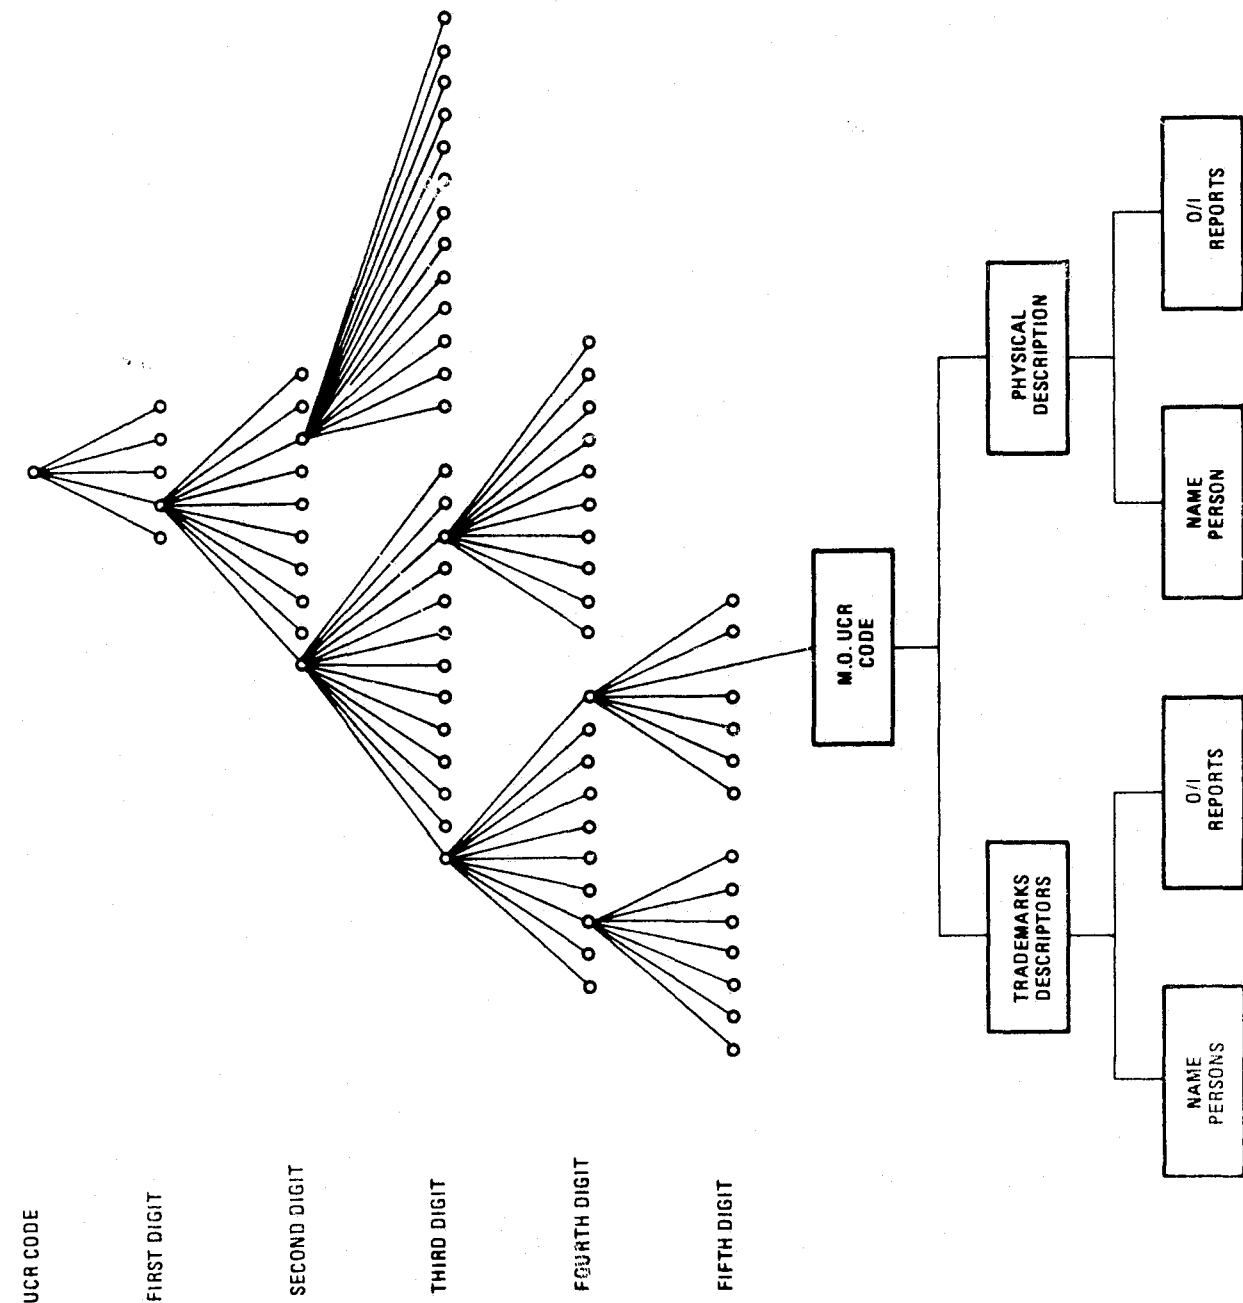 UCR CODE
FIRST DIGIT
SECOND DIGIT
THIRD DIGIT
FOURTH DIGIT
FIFTH DIGIT
M.O. UCR
CODE
TRADEMARKS
DESCRIPTORS
PHYSICAL
DESCRIPTION
NAME
PERSONS
O/I
REPORTS
NAME
PERSON
O/I
REPORTS